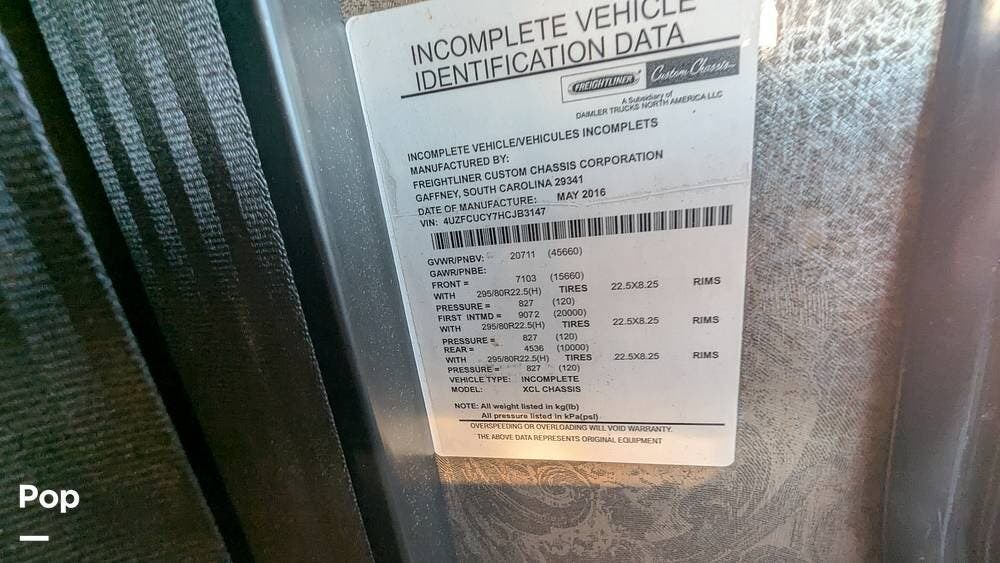 INCOMPLETE VEHICLE
IDENTIFICATION DATA
FREIGHTLINER Custom Chassis
A Subsidiary of
DAIMLER TRUCKS NORTH AMERICA LLC
INCOMPLETE VEHICLE/VEHICULES INCOMPLETS
MANUFACTURED BY:
FREIGHTLINER CUSTOM CHASSIS CORPORATION
GAFFNEY, SOUTH CAROLINA 29341
DATE OF MANUFACTURE: MAY 2016
VIN: 4UZFCUCY7HCJB3147
GVWR/PNBV: 20711 (45660)
GAWR/PNBE:
FRONT = 7103 (15660)
WITH 295/80R22.5(H) TIRES 22.5X8.25 RIMS
PRESSURE = 827 (120)
FIRST INTMD = 9072 (20000)
WITH 295/80R22.5(H) TIRES 22.5X8.25 RIMS
PRESSURE = 827 (120)
REAR = 4536 (10000)
WITH 295/80R22.5(H) TIRES 22.5X8.25 RIMS
PRESSURE = 827 (120)
VEHICLE TYPE: INCOMPLETE
MODEL: XCL CHASSIS
NOTE: All weight listed in kg(lb)
All pressure listed in kPa(psi)
OVERSPEEDING OR OVERLOADING WILL VOID WARRANTY.
THE ABOVE DATA REPRESENTS ORIGINAL EQUIPMENT
Pop